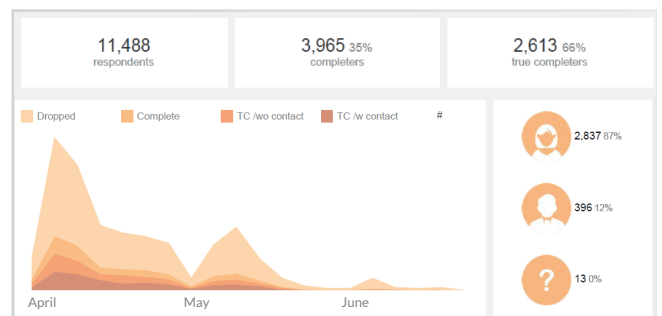 11,488
respondents
3,965 35%
completers
2,613 66%
true completers
Dropped
Complete
TC /wo contact
TC /w contact
#
2,837 87%
396 12%
?
13 0%
April
May
June